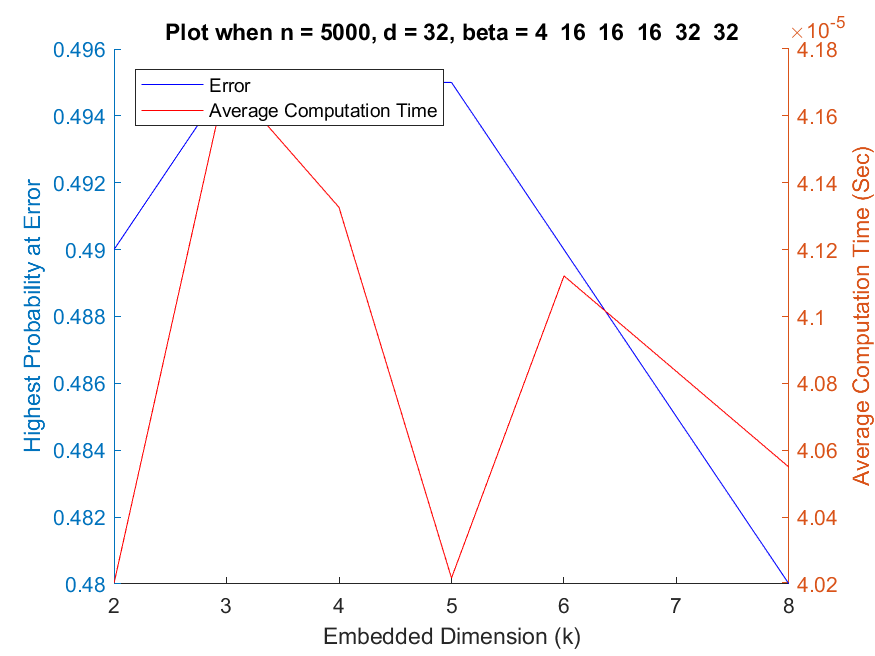 Plot when n = 5000, d = 32, beta = 4  16  16  16  32  32
×10-5
Error
Average Computation Time
Highest Probability at Error
0.496
0.494
0.492
0.49
0.488
0.486
0.484
0.482
0.48
4.18
4.16
4.14
4.12
4.1
4.08
4.06
4.04
4.02
Average Computation Time (Sec)
2 3 4 5 6 7 8
Embedded Dimension (k)